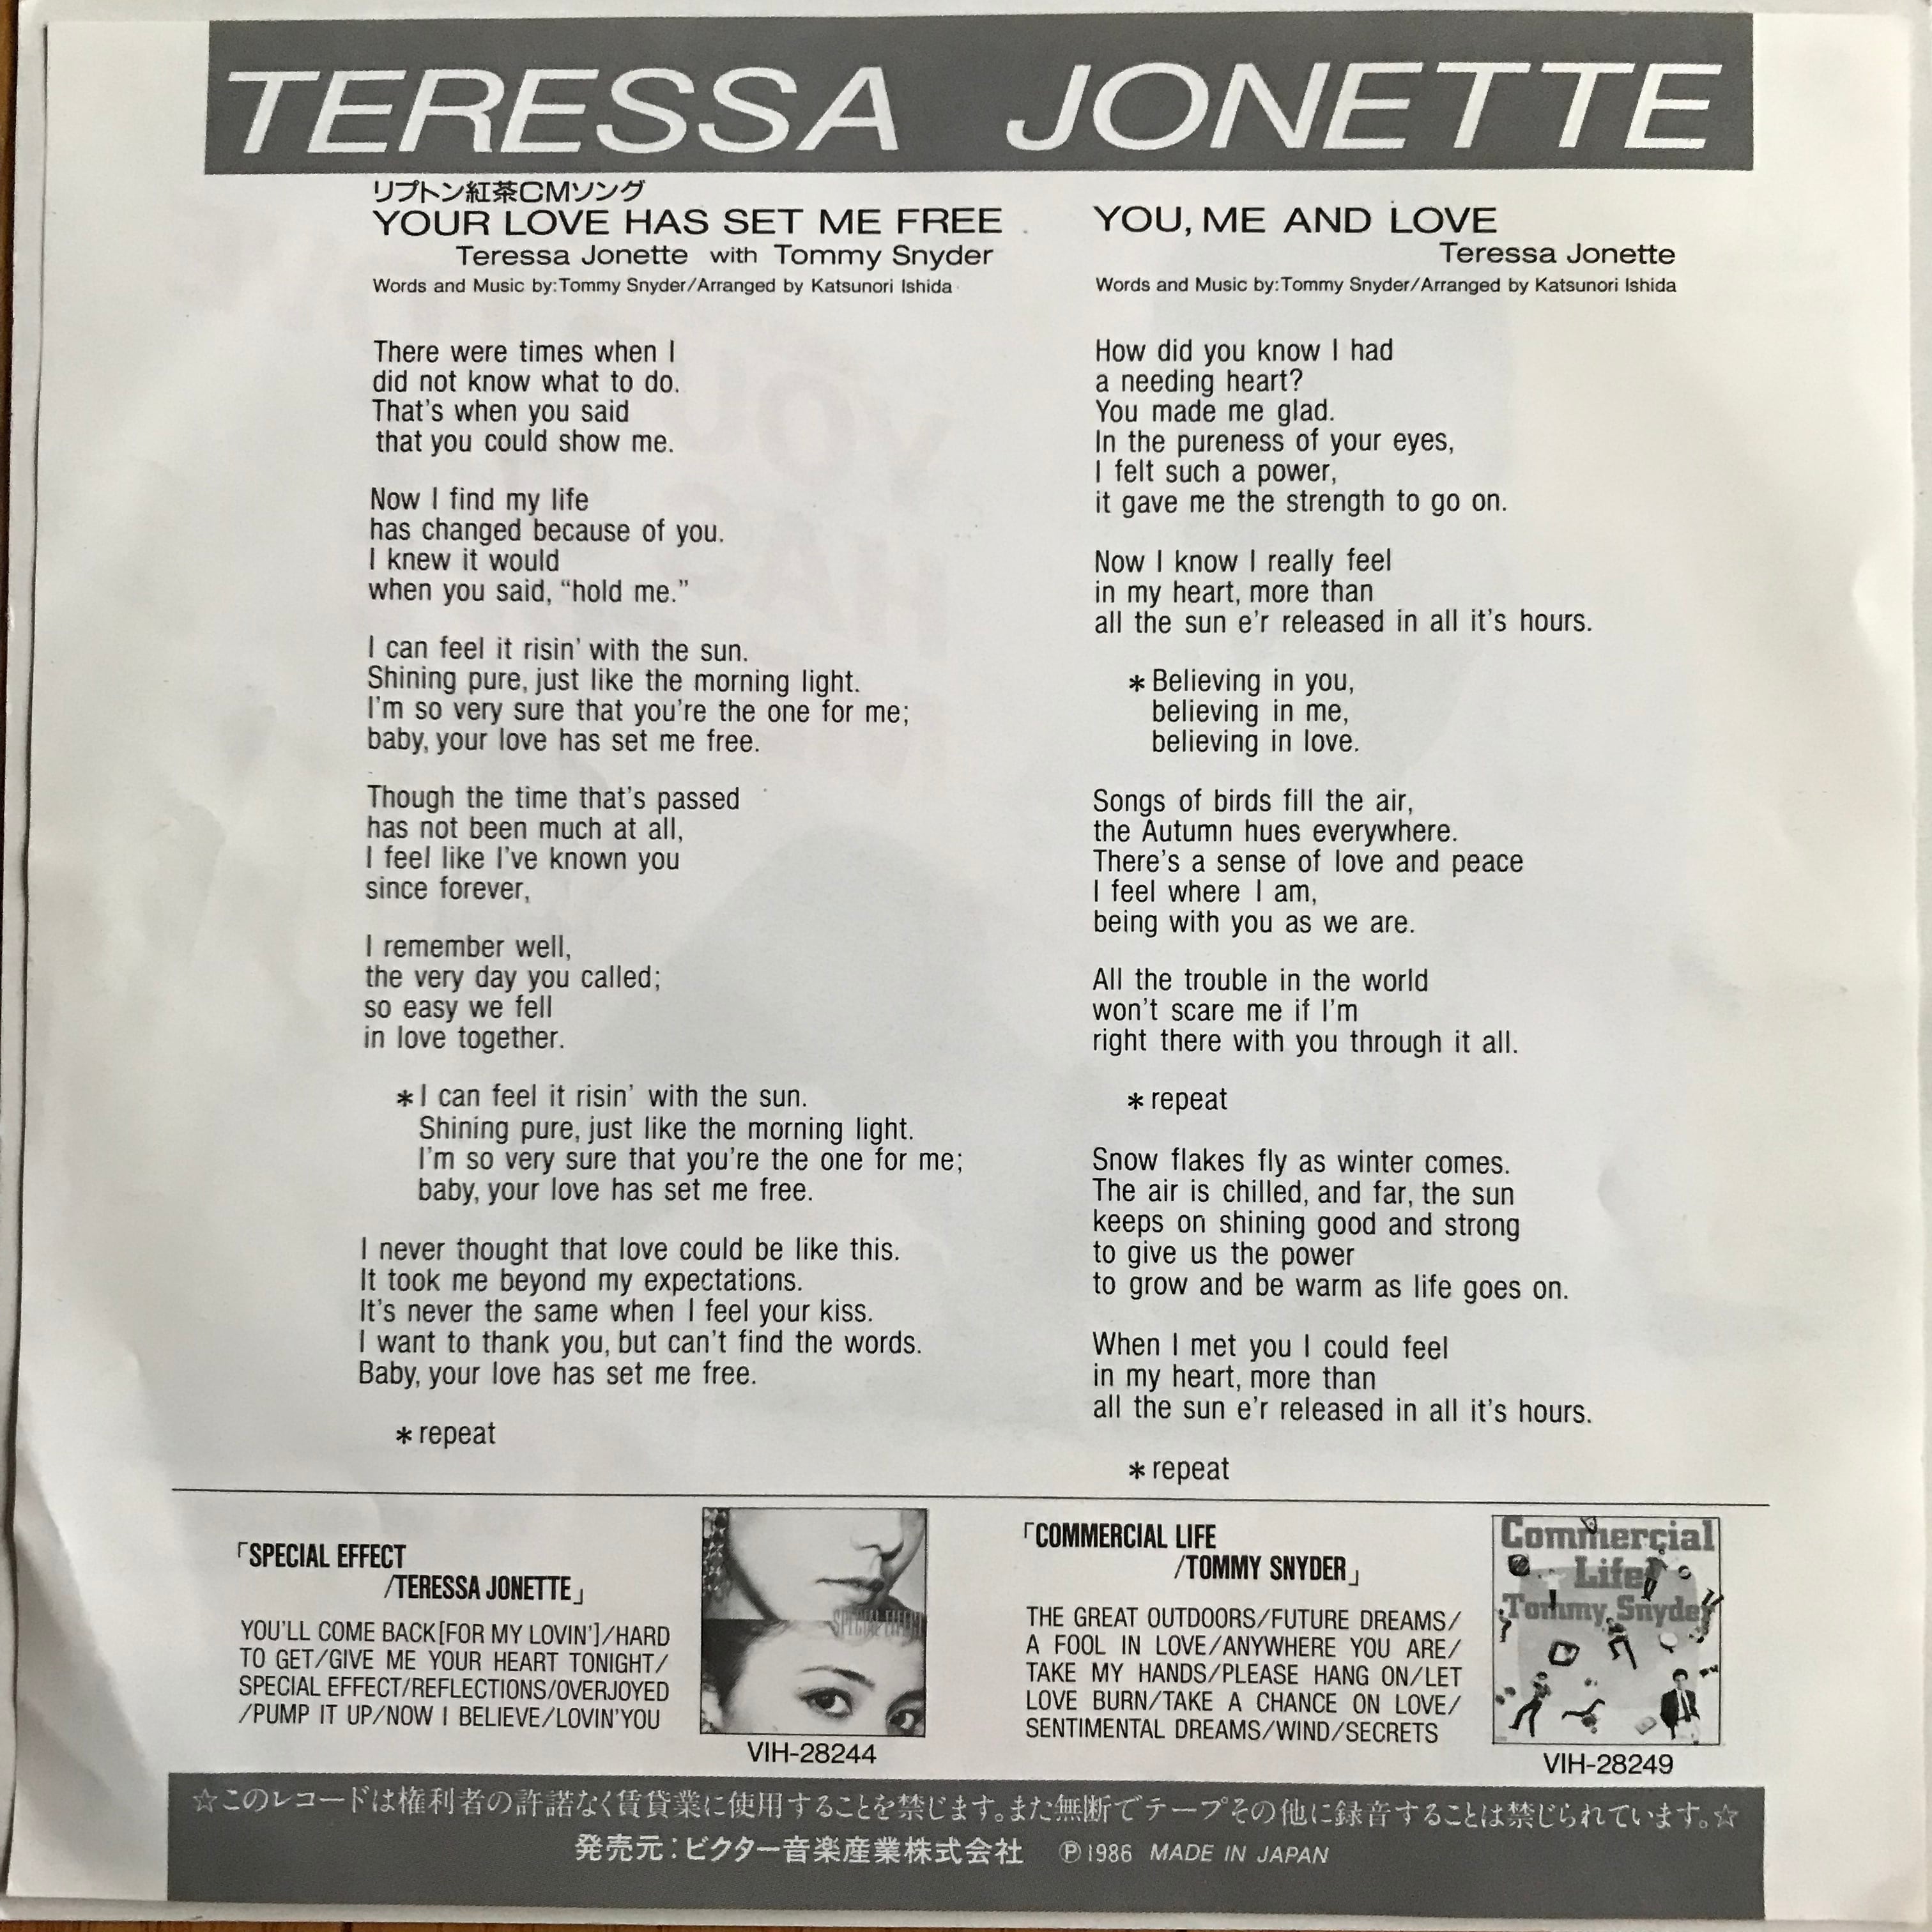 TERESSA JONETTE
リプトン紅茶CMソング
YOUR LOVE HAS SET ME FREE
Teressa Jonette with Tommy Snyder
Words and Music by:Tommy Snyder/Arranged by Katsunori Ishida
There were times when I
did not know what to do.
That's when you said
that you could show me.
Now I find my life
has changed because of you.
I knew it would
when you said, “hold me.”
I can feel it risin' with the sun.
Shining pure, just like the morning light.
I'm so very sure that you're the one for me;
baby, your love has set me free.
Though the time that's passed
has not been much at all,
I feel like I've known you
since forever,
I remember well,
the very day you called;
so easy we fell
in love together.
*I can feel it risin' with the sun.
Shining pure, just like the morning light.
I'm so very sure that you're the one for me;
baby, your love has set me free.
I never thought that love could be like this.
It took me beyond my expectations.
It's never the same when I feel your kiss.
I want to thank you, but can't find the words.
Baby, your love has set me free.
*repeat
YOU, ME AND LOVE
Teressa Jonette
Words and Music by:Tommy Snyder/Arranged by Katsunori Ishida
How did you know I had
a needing heart?
You made me glad.
In the pureness of your eyes,
I felt such a power,
it gave me the strength to go on.
Now I know I really feel
in my heart, more than
all the sun e'r released in all it's hours.
*Believing in you,
believing in me,
believing in love.
Songs of birds fill the air,
the Autumn hues everywhere.
There's a sense of love and peace
I feel where I am,
being with you as we are.
All the trouble in the world
won't scare me if I'm
right there with you through it all.
*repeat
Snow flakes fly as winter comes.
The air is chilled, and far, the sun
keeps on shining good and strong
to give us the power
to grow and be warm as life goes on.
When I met you I could feel
in my heart, more than
all the sun e'r released in all it's hours.
*repeat
「SPECIAL EFFECT
/TERESSA JONETTE」
YOU'LL COME BACK[FOR MY LOVIN']/HARD
TO GET/GIVE ME YOUR HEART TONIGHT/
SPECIAL EFFECT/REFLECTIONS/OVERJOYED
/PUMP IT UP/NOW I BELIEVE/LOVIN'YOU
SPECIAL EFFECT
VIH-28244
「COMMERCIAL LIFE
/TOMMY SNYDER」
THE GREAT OUTDOORS/FUTURE DREAMS/
A FOOL IN LOVE/ANYWHERE YOU ARE/
TAKE MY HANDS/PLEASE HANG ON/LET
LOVE BURN/TAKE A CHANCE ON LOVE/
SENTIMENTAL DREAMS/WIND/SECRETS
Commercial
Life
Tommy Snyder
VIH-28249
☆このレコードは権利者の許諾なく賃貸業に使用することを禁じます。また無断でテープその他に録音することは禁じられています。☆
発売元：ビクター音楽産業株式会社 Ⓟ1986 MADE IN JAPAN